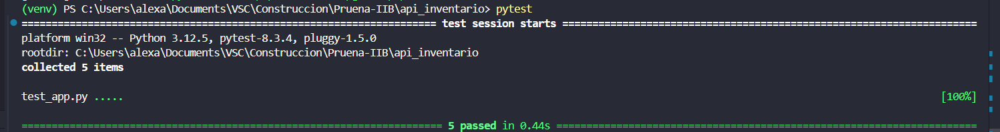 (venv) PS C:\Users\alexa\Documents\VSC\Construccion\Pruena-IIB\api_inventario> pytest
============================================================================ test session starts ============================================================================
platform win32 -- Python 3.12.5, pytest-8.3.4, pluggy-1.5.0
rootdir: C:\Users\alexa\Documents\VSC\Construccion\Pruena-IIB\api_inventario
collected 5 items
test_app.py ..... [100%]
============================================================================= 5 passed in 0.44s =============================================================================